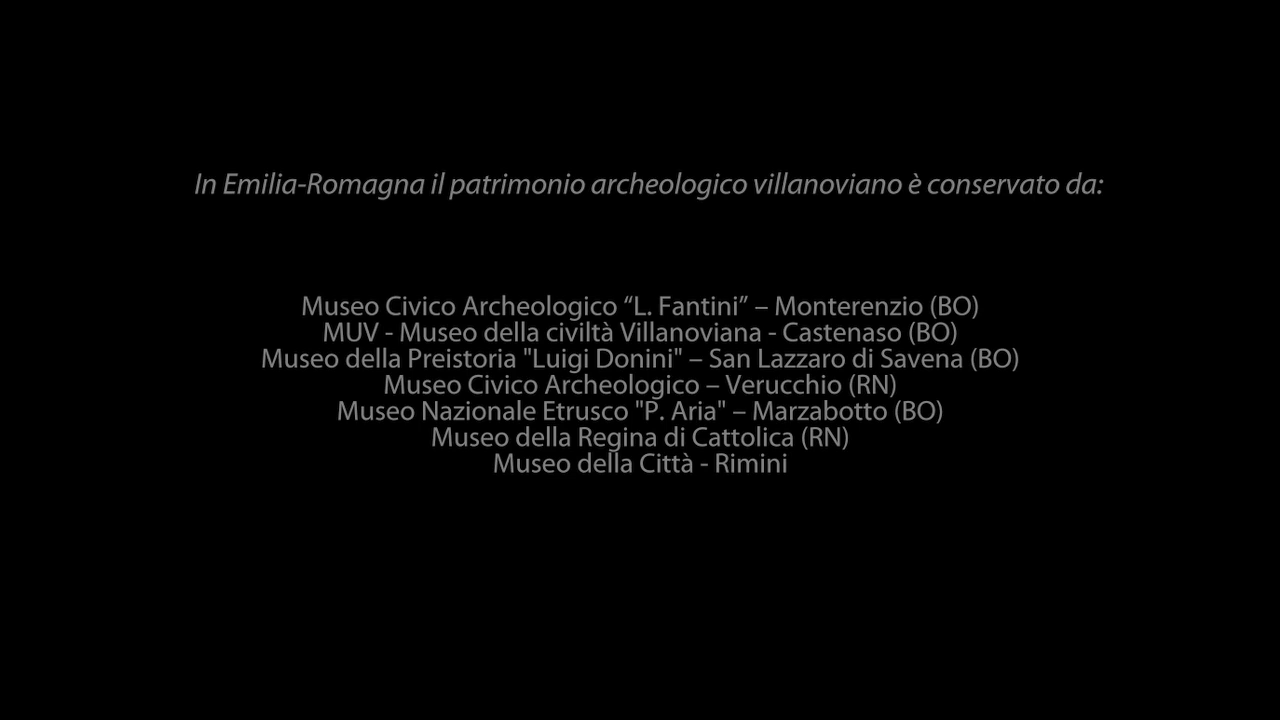 In Emilia-Romagna il patrimonio archeologico villanoviano è conservato da:
Museo Civico Archeologico “L. Fantini” – Monterenzio (BO)
MUV - Museo della civiltà Villanoviana - Castenaso (BO)
Museo della Preistoria "Luigi Donini" – San Lazzaro di Savena (BO)
Museo Civico Archeologico – Verucchio (RN)
Museo Nazionale Etrusco "P. Aria" – Marzabotto (BO)
Museo della Regina di Cattolica (RN)
Museo della Città - Rimini